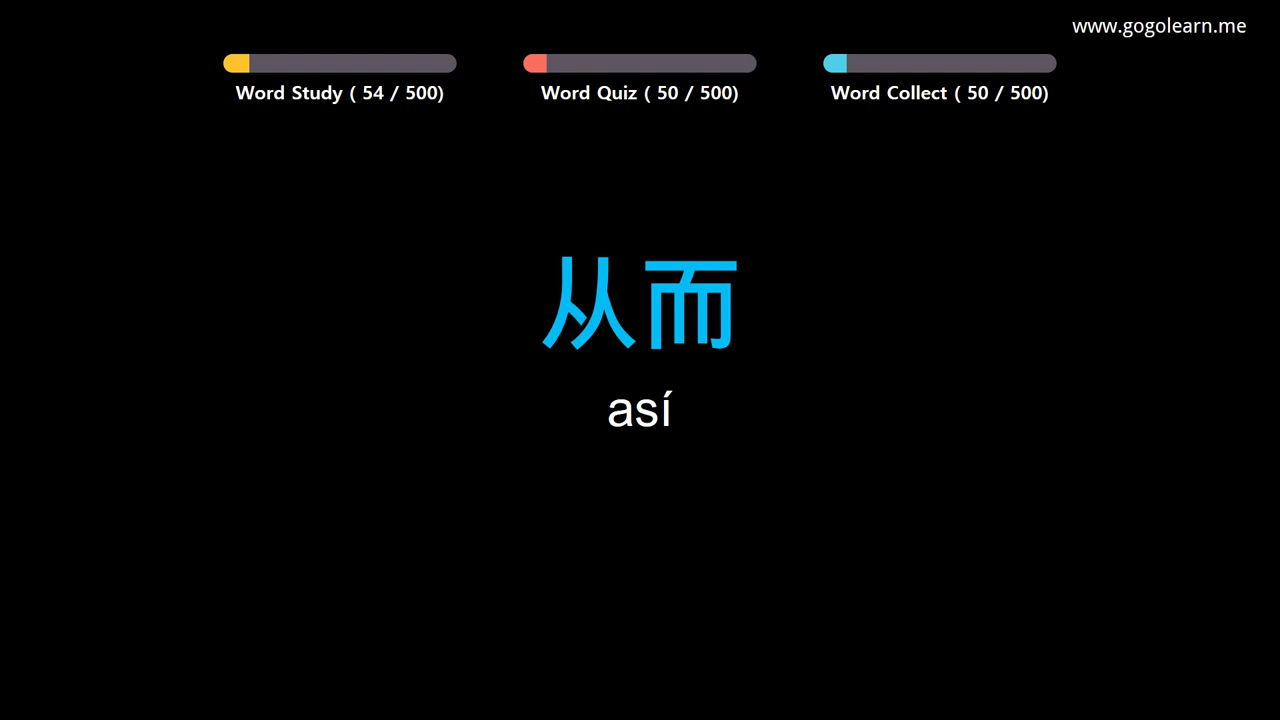 www.gogolearn.me
Word Study ( 54 / 500)
Word Quiz ( 50 / 500)
Word Collect ( 50 / 500)
从而
así